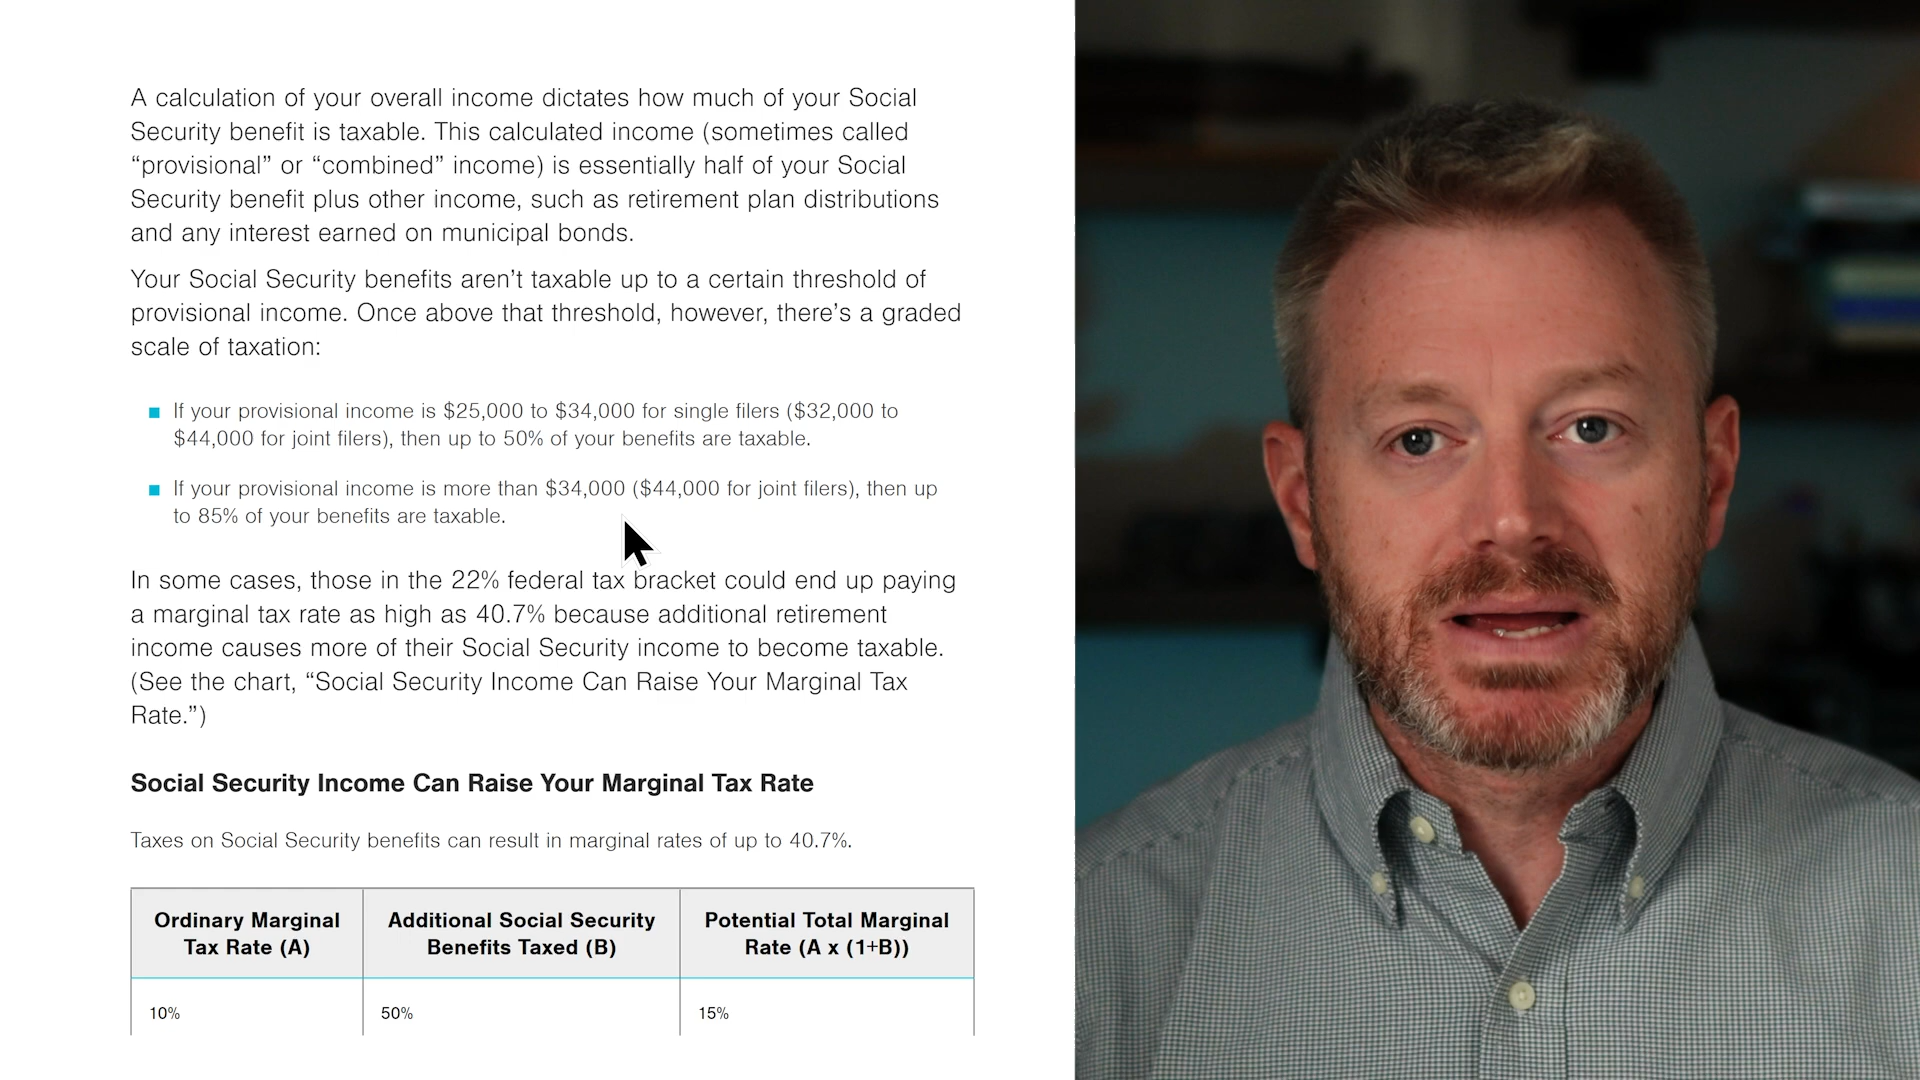 A calculation of your overall income dictates how much of your Social
Security benefit is taxable. This calculated income (sometimes called
“provisional” or “combined” income) is essentially half of your Social
Security benefit plus other income, such as retirement plan distributions
and any interest earned on municipal bonds.
Your Social Security benefits aren’t taxable up to a certain threshold of
provisional income. Once above that threshold, however, there’s a graded
scale of taxation:
If your provisional income is $25,000 to $34,000 for single filers ($32,000 to
$44,000 for joint filers), then up to 50% of your benefits are taxable.
If your provisional income is more than $34,000 ($44,000 for joint filers), then up
to 85% of your benefits are taxable.
In some cases, those in the 22% federal tax bracket could end up paying
a marginal tax rate as high as 40.7% because additional retirement
income causes more of their Social Security income to become taxable.
(See the chart, “Social Security Income Can Raise Your Marginal Tax
Rate.”)
Social Security Income Can Raise Your Marginal Tax Rate
Taxes on Social Security benefits can result in marginal rates of up to 40.7%.
Ordinary Marginal
Tax Rate (A)
Additional Social Security
Benefits Taxed (B)
Potential Total Marginal
Rate (A x (1+B))
10%
50%
15%